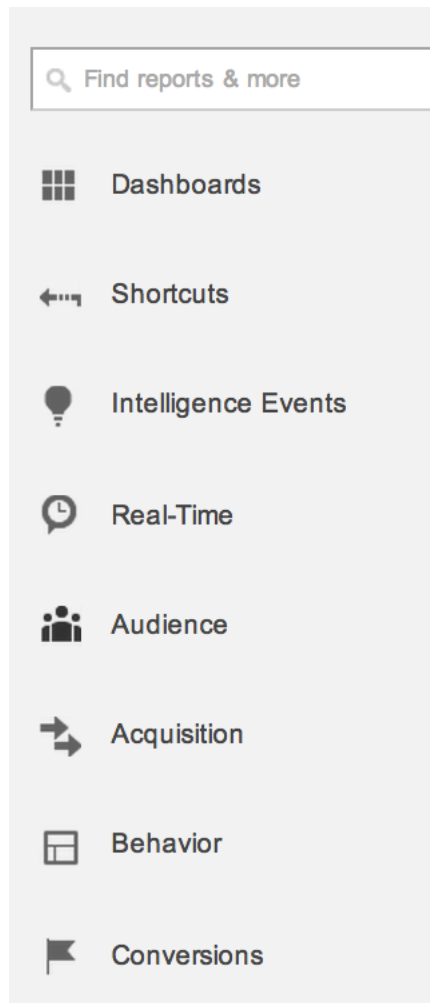 Find reports & more
Dashboards
Shortcuts
Intelligence Events
Real-Time
Audience
Acquisition
Behavior
Conversions